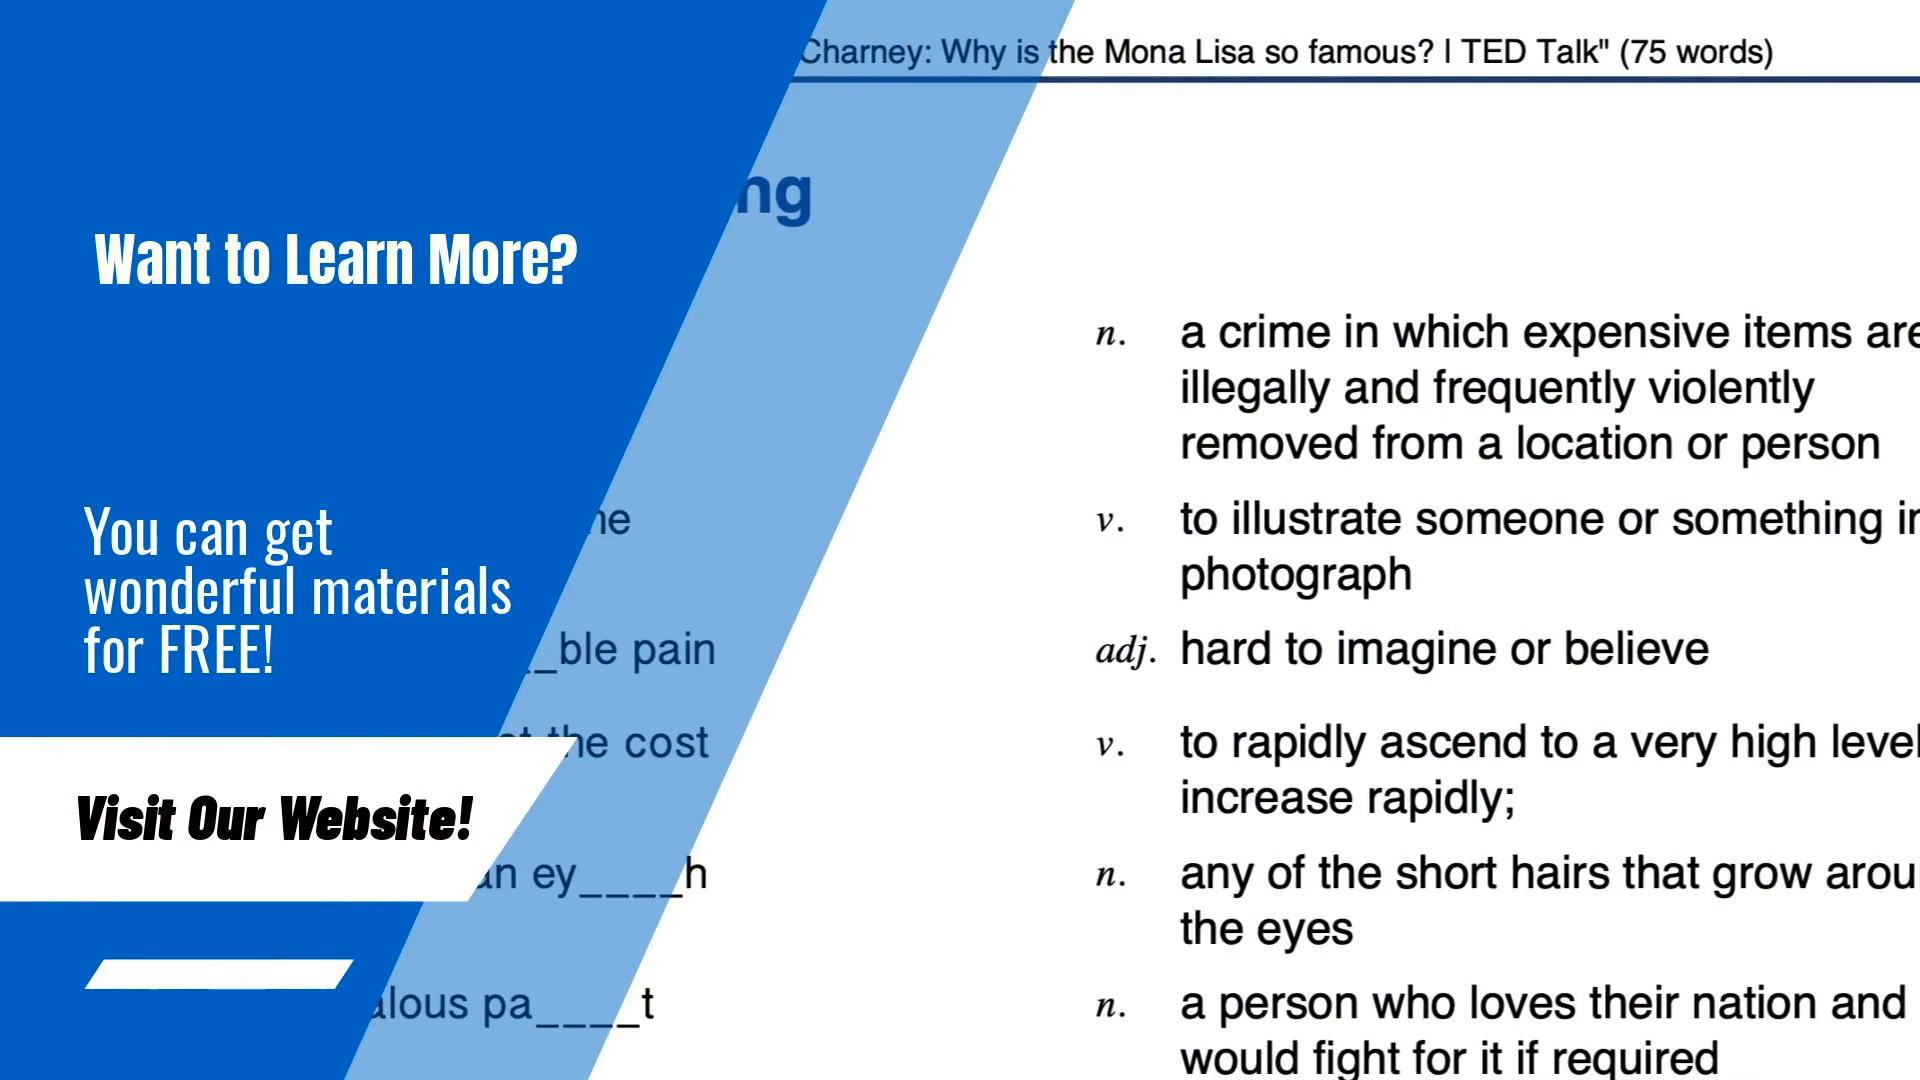 Charney: Why is the Mona Lisa so famous? | TED Talk" (75 words)
ng
Want to Learn More?
You can get
wonderful materials
for FREE!
Visit Our Website!
n. a crime in which expensive items are
illegally and frequently violently
removed from a location or person
v. to illustrate someone or something in
photograph
ble pain
adj. hard to imagine or believe
the cost
v. to rapidly ascend to a very high level
increase rapidly;
an ey____h
n. any of the short hairs that grow arou
the eyes
alous pa____t
n. a person who loves their nation and
would fight for it if required